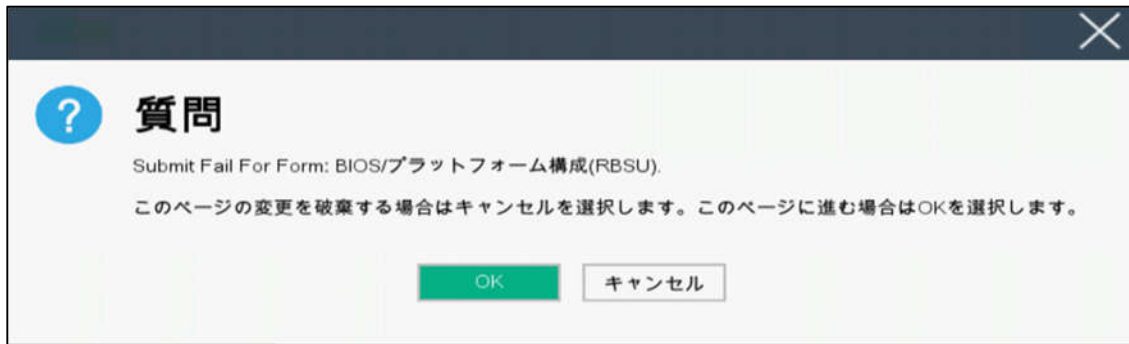 質問
Submit Fail For Form: BIOS/プラットフォーム構成(RBSU).
このページの変更を破棄する場合はキャンセルを選択します。このページに進む場合はOKを選択します。
OK
キャンセル